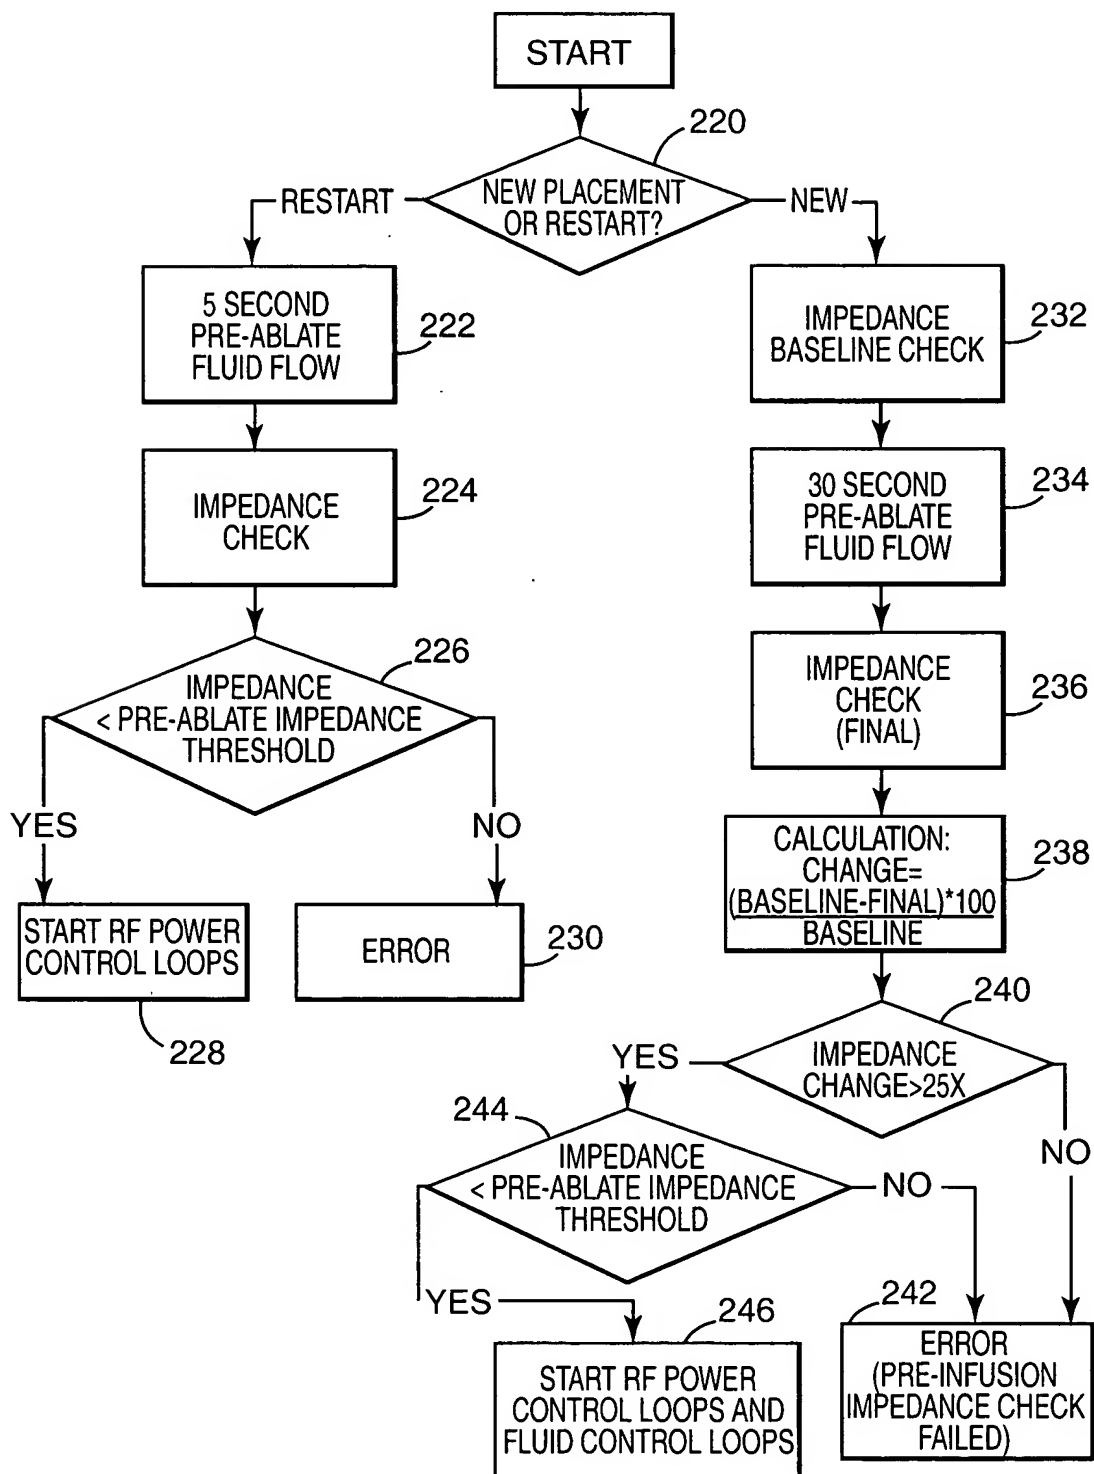 START
220
NEW PLACEMENT
OR RESTART?
RESTART
NEW
5 SECOND
PRE-ABLATE
FLUID FLOW
222
IMPEDANCE
BASELINE CHECK
232
IMPEDANCE
CHECK
224
30 SECOND
PRE-ABLATE
FLUID FLOW
234
226
IMPEDANCE
< PRE-ABLATE IMPEDANCE
THRESHOLD
IMPEDANCE
CHECK
(FINAL)
236
YES
NO
CALCULATION:
CHANGE=
(BASELINE-FINAL)*100
BASELINE
238
START RF POWER
CONTROL LOOPS
228
ERROR
230
240
IMPEDANCE
CHANGE>25X
YES
NO
244
IMPEDANCE
< PRE-ABLATE IMPEDANCE
THRESHOLD
NO
YES
246
START RF POWER
CONTROL LOOPS AND
FLUID CONTROL LOOPS
242
ERROR
(PRE-INFUSION
IMPEDANCE CHECK
FAILED)